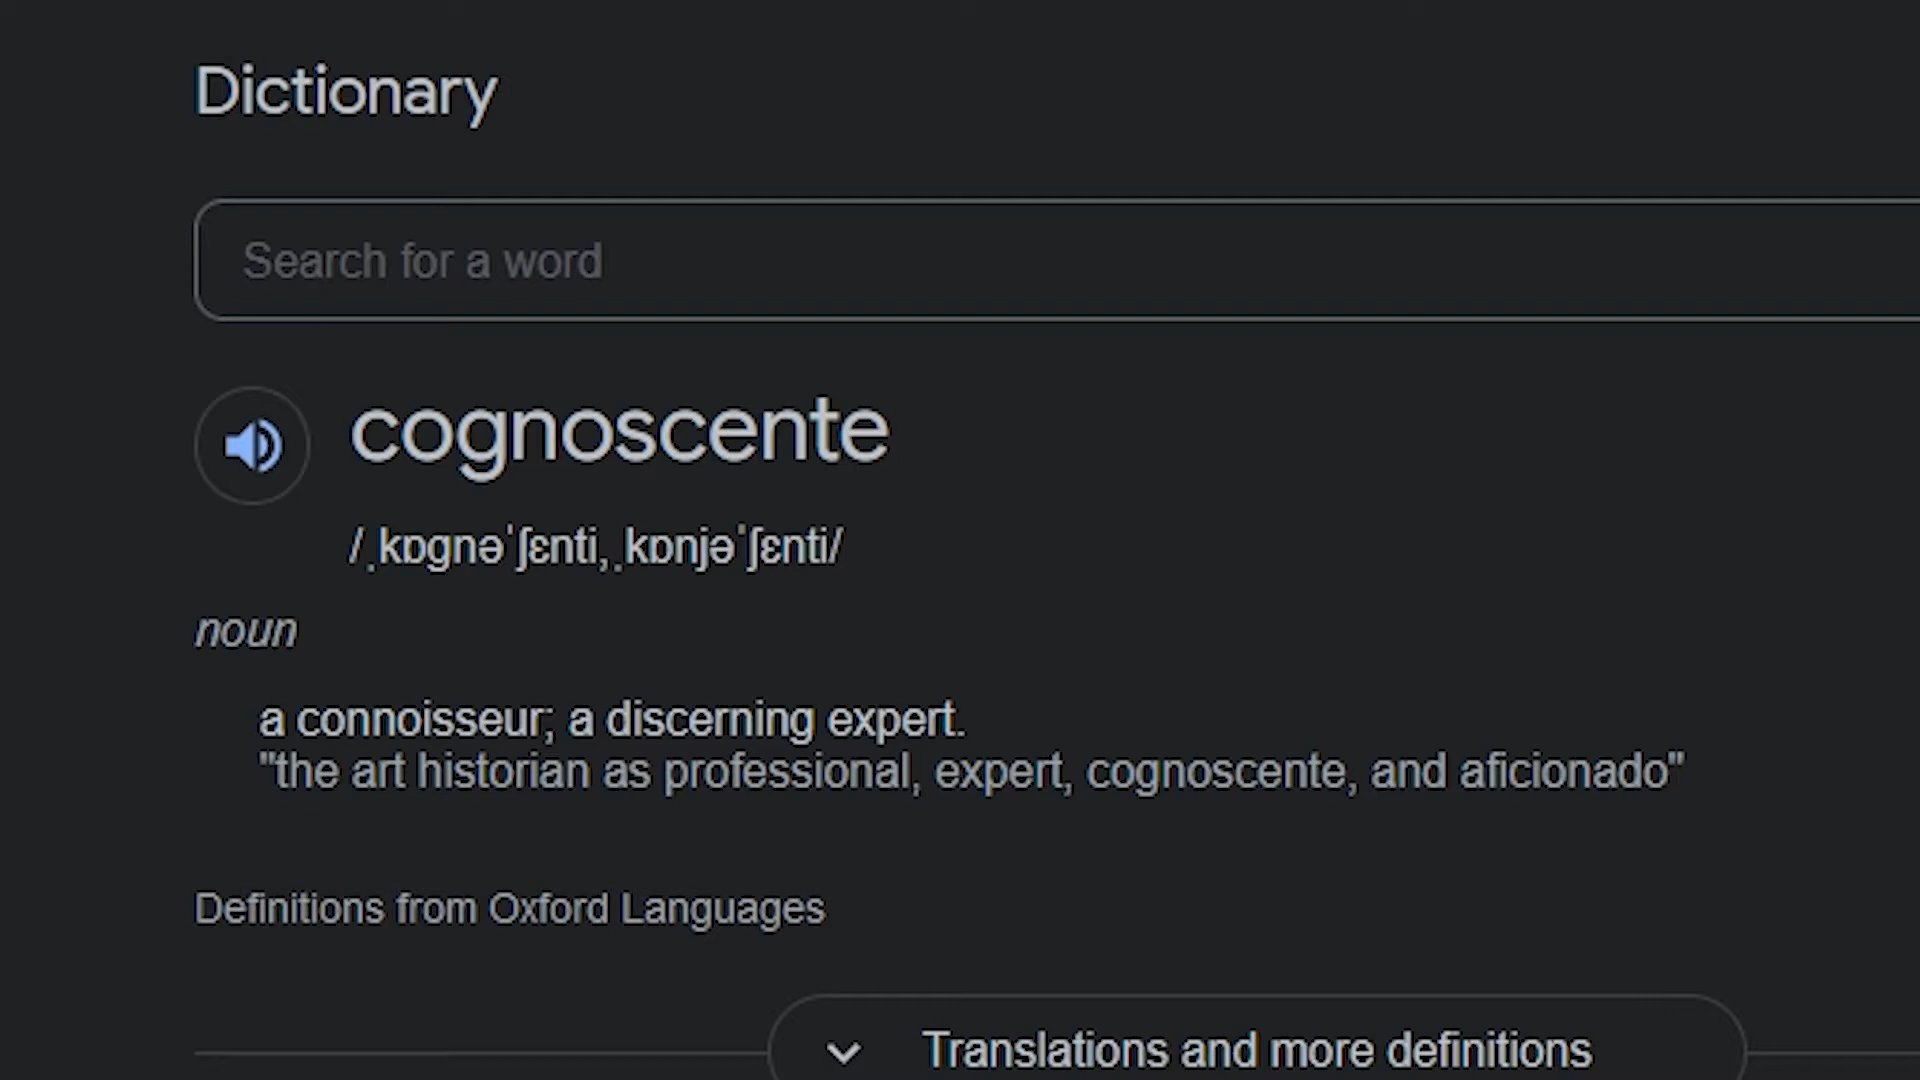 Dictionary
Search for a word
cognoscente
/ˌkɒɡnəˈʃɛnti,ˌkɒnjəˈʃɛnti/
noun
a connoisseur; a discerning expert.
"the art historian as professional, expert, cognoscente, and aficionado"
Definitions from Oxford Languages
Translations and more definitions